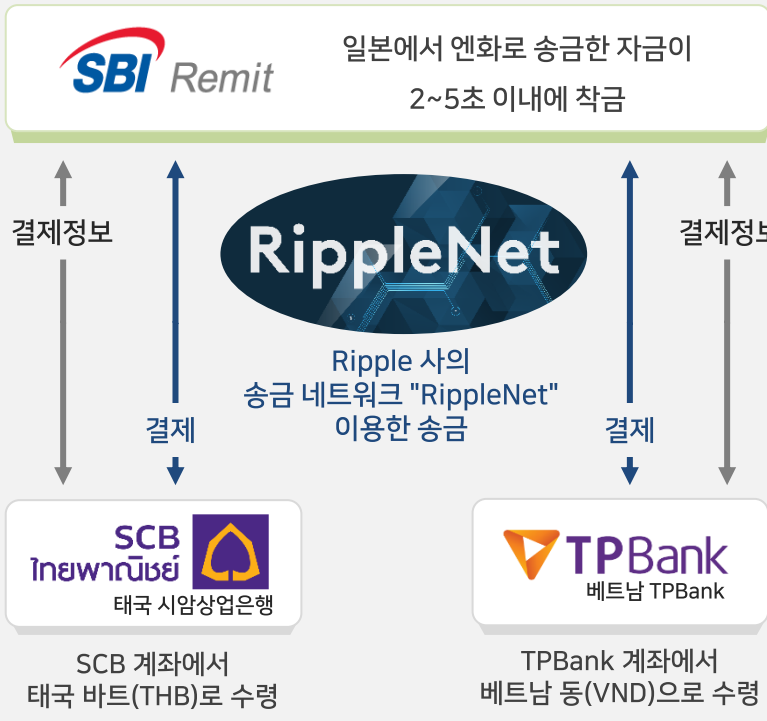 SBI Remit
일본에서 엔화로 송금한 자금이
2~5초 이내에 착금
결제정보
RippleNet
결제정보
Ripple 사의
송금 네트워크 "RippleNet"
이용한 송금
결제
결제
SCB
ไทยพาณิชย์
태국 시암상업은행
TPBank
베트남 TPBank
SCB 계좌에서
태국 바트(THB)로 수령
TPBank 계좌에서
베트남 동(VND)으로 수령